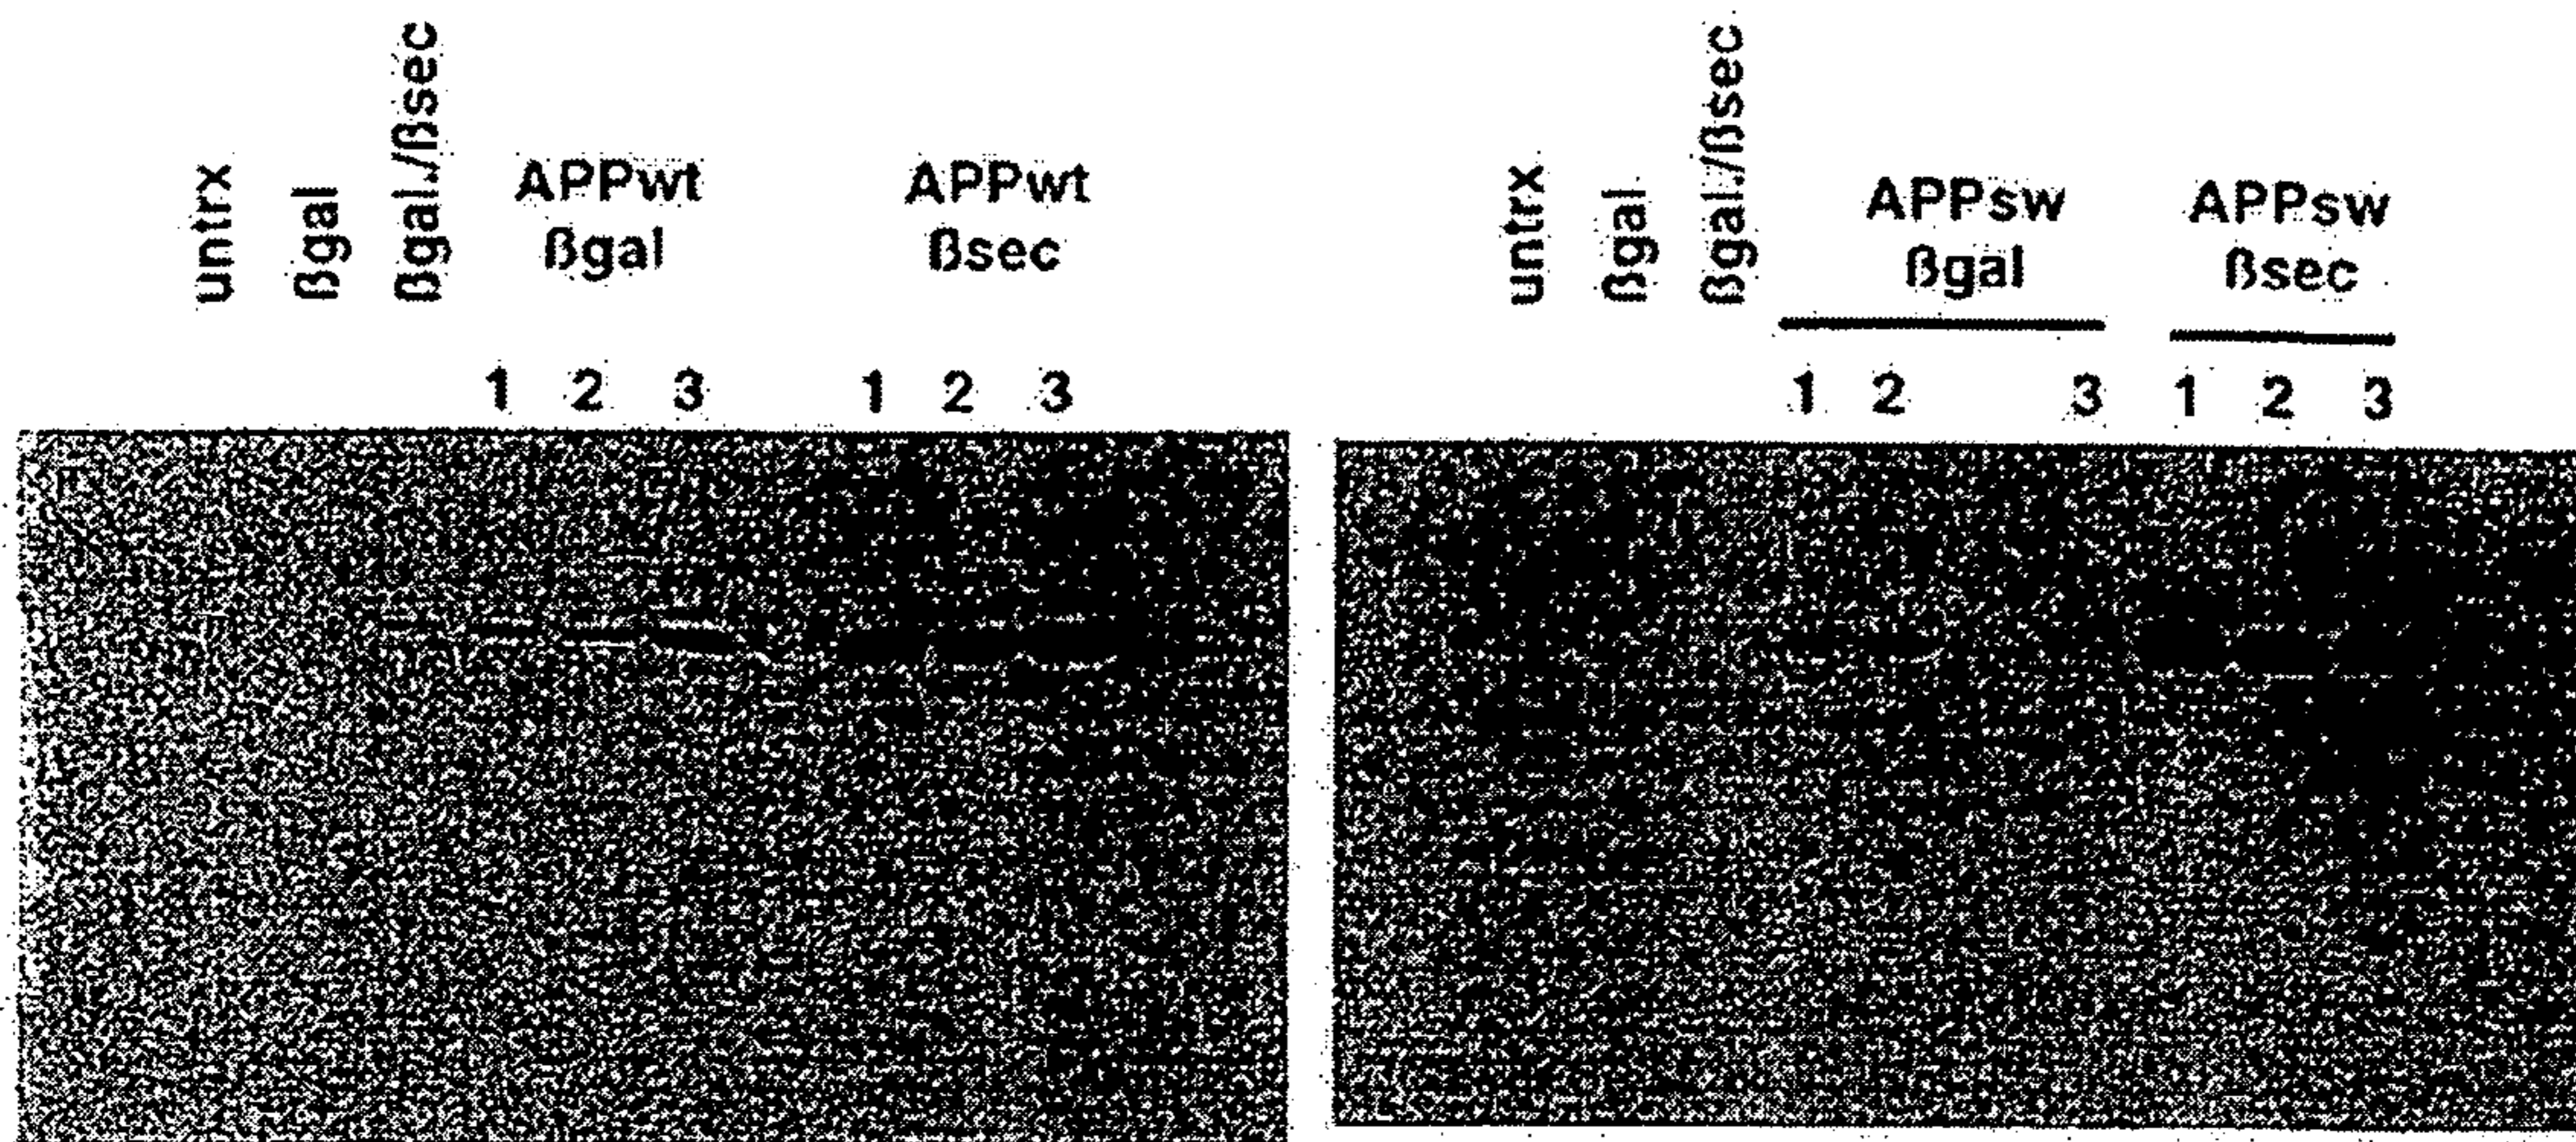 untrx
ßgal
ßgal./ßsec
APPwt
ßgal
APPwt
ßsec
1 2 3 1 2 3
untrx
ßgal
ßgal./ßsec
APPsw
ßgal
APPsw
ßsec
1 2 3 1 2 3